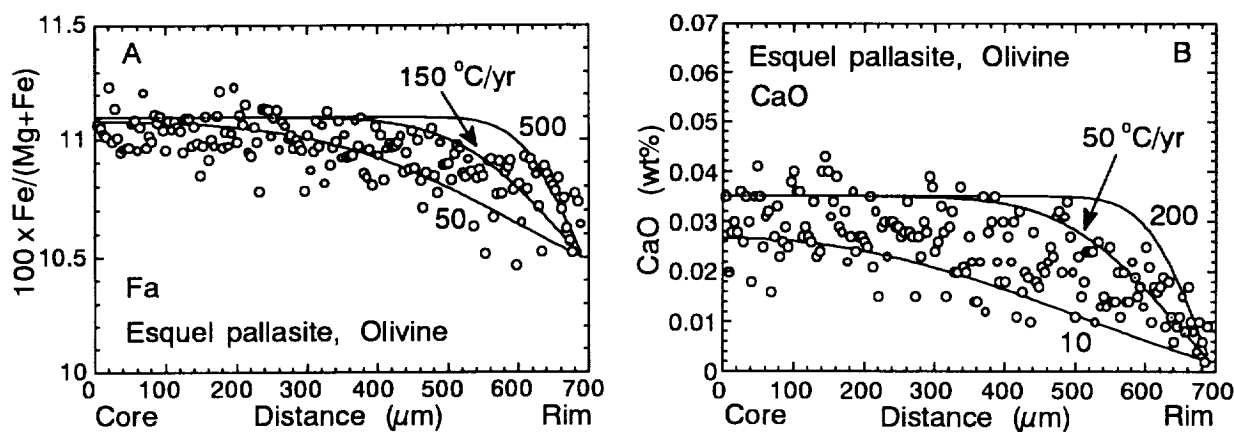 A
11.5
11
10.5
10
100 x Fe/(Mg+Fe)
150 °C/yr
500
50
Fa
Esquel pallasite, Olivine
0 100 200 300 400 500 600 700
Core Distance (μm) Rim
B
0.07
0.06
0.05
0.04
0.03
0.02
0.01
0
CaO (wt%)
Esquel pallasite, Olivine
CaO
50 °C/yr
200
10
0 100 200 300 400 500 600 700
Core Distance (μm) Rim